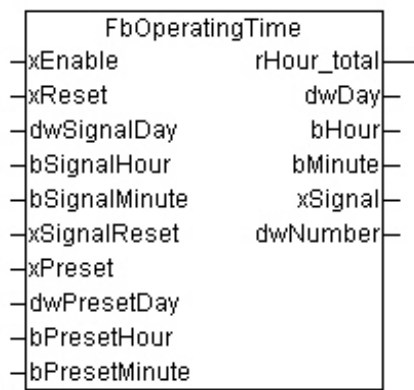 FbOperatingTime
xEnable rHour_total
xReset dwDay
dwSignalDay bHour
bSignalHour bMinute
bSignalMinute xSignal
xSignalReset dwNumber
xPreset
dwPresetDay
bPresetHour
bPresetMinute